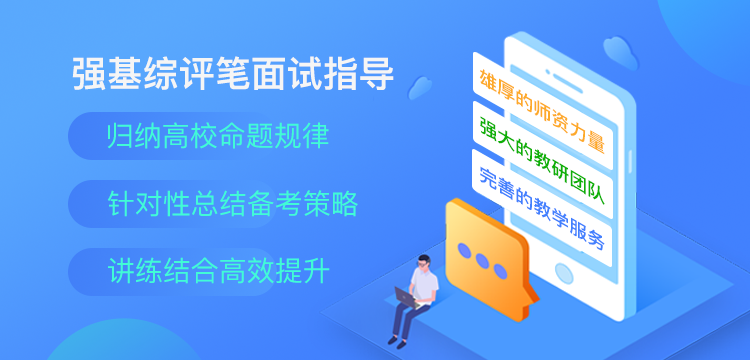 强基综评笔面试指导
归纳高校命题规律
针对性总结备考策略
讲练结合高效提升
雄厚的师资力量
强大的教研团队
完善的教学服务